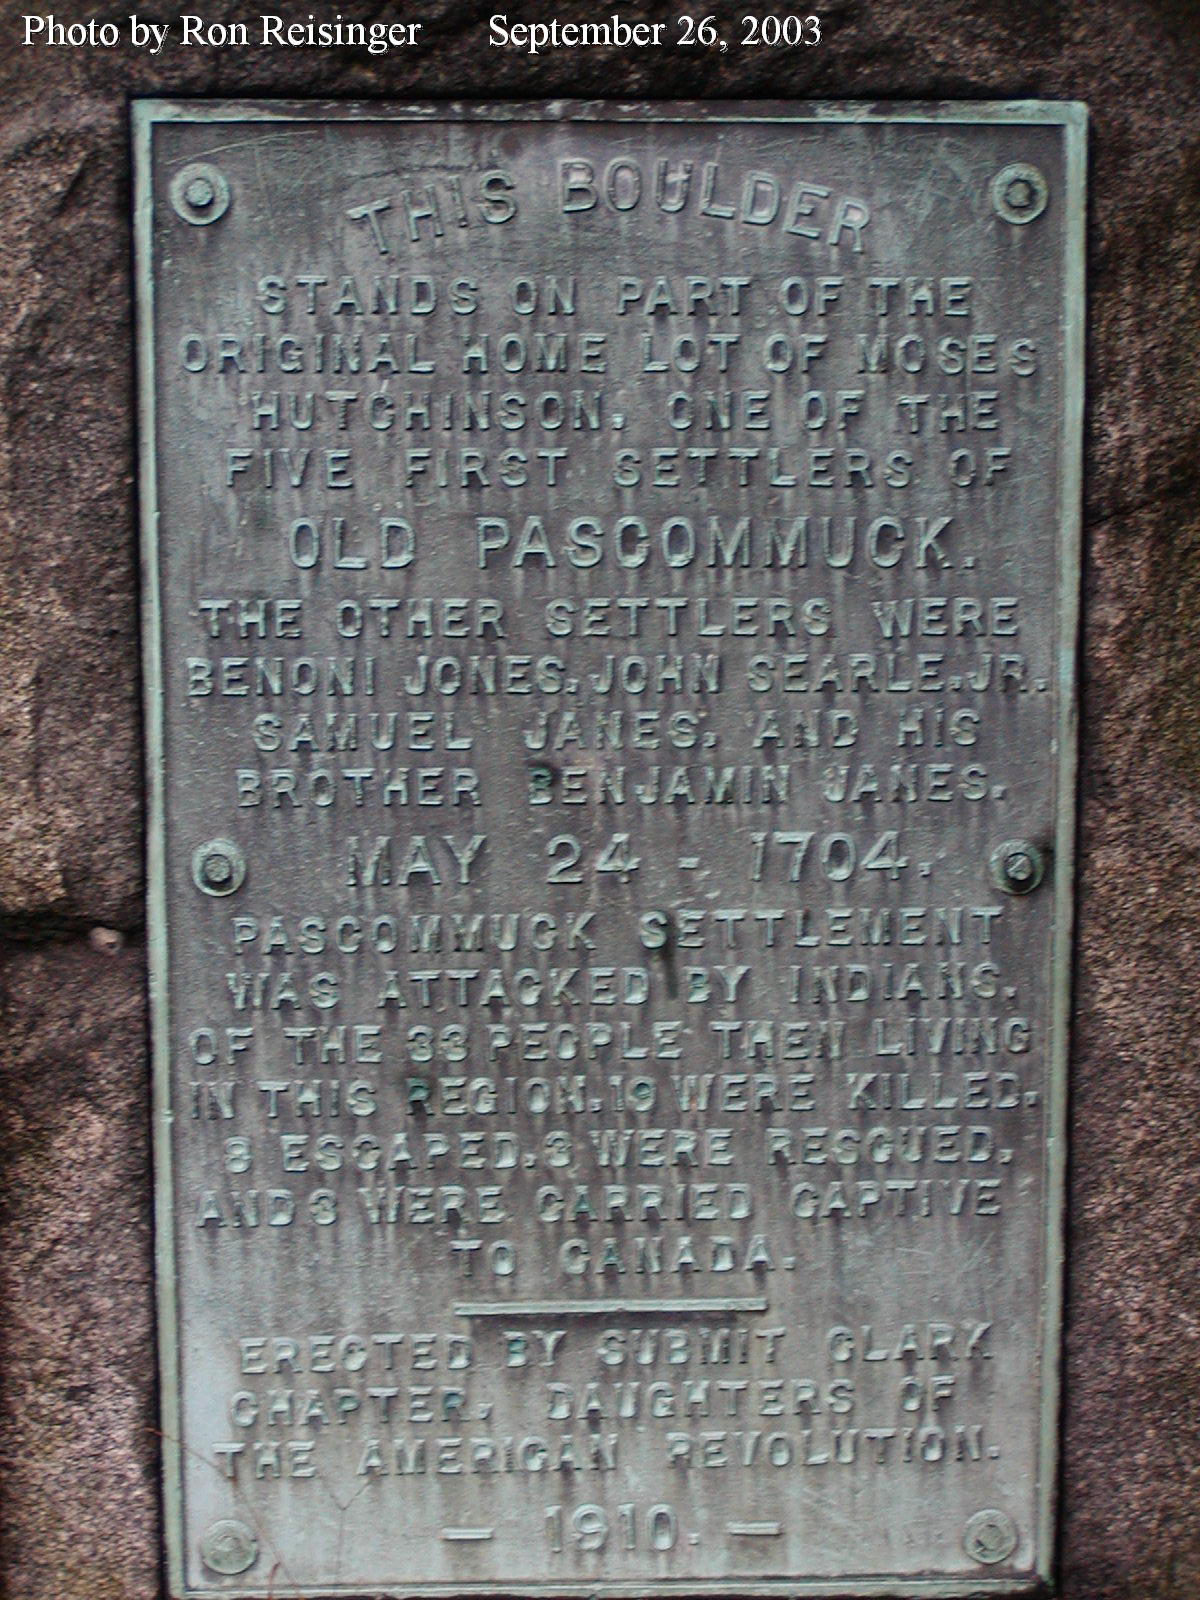 Photo by Ron Reisinger September 26, 2003
THIS BOULDER
STANDS ON PART OF THE
ORIGINAL HOME LOT OF MOSES
HUTCHINSON. ONE OF THE
FIVE FIRST SETTLERS OF
OLD PASCOMMUCK.
THE OTHER SETTLERS WERE
BENONI JONES, JOHN SEARLE, JR.
SAMUEL JANES, AND HIS
BROTHER BENJAMIN JANES.
MAY 24 - 1704.
PASCOMMUCK SETTLEMENT
WAS ATTACKED BY INDIANS.
OF THE 33 PEOPLE THEN LIVING
IN THIS REGION, 19 WERE KILLED,
8 ESCAPED, 3 WERE RESCUED,
AND 3 WERE CARRIED CAPTIVE
TO CANADA.
ERECTED BY SUBMIT CLARK
CHAPTER, DAUGHTERS OF
THE AMERICAN REVOLUTION.
— 1910. —